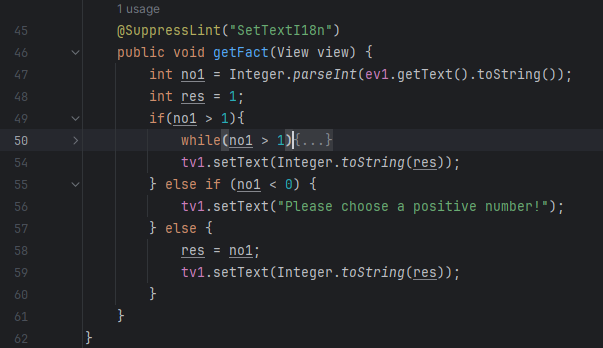 1 usage
45 @SuppressLint("SetTextI18n")
46 public void getFact(View view) {
47 int no1 = Integer.parseInt(ev1.getText().toString());
48 int res = 1;
49 if(no1 > 1){
50 while(no1 > 1){...}
54 tv1.setText(Integer.toString(res));
55 } else if (no1 < 0) {
56 tv1.setText("Please choose a positive number!");
57 } else {
58 res = no1;
59 tv1.setText(Integer.toString(res));
60 }
61 }
62 }